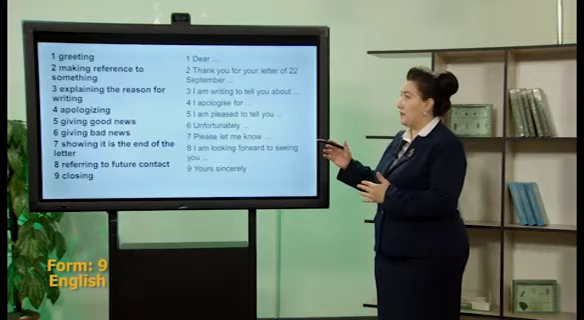 1 greeting
2 making reference to
something
3 explaining the reason for
writing
4 apologizing
5 giving good news
6 giving bad news
7 showing it is the end of the
letter
8 referring to future contact
9 closing
1 Dear ...
2 Thank you for your letter of 22
September ...
3 I am writing to tell you about ...
4 I apologise for ...
5 I am pleased to tell you ...
6 Unfortunately ...
7 Please let me know ...
8 I am looking forward to seeing
you ...
9 Yours sincerely
Form: 9
English